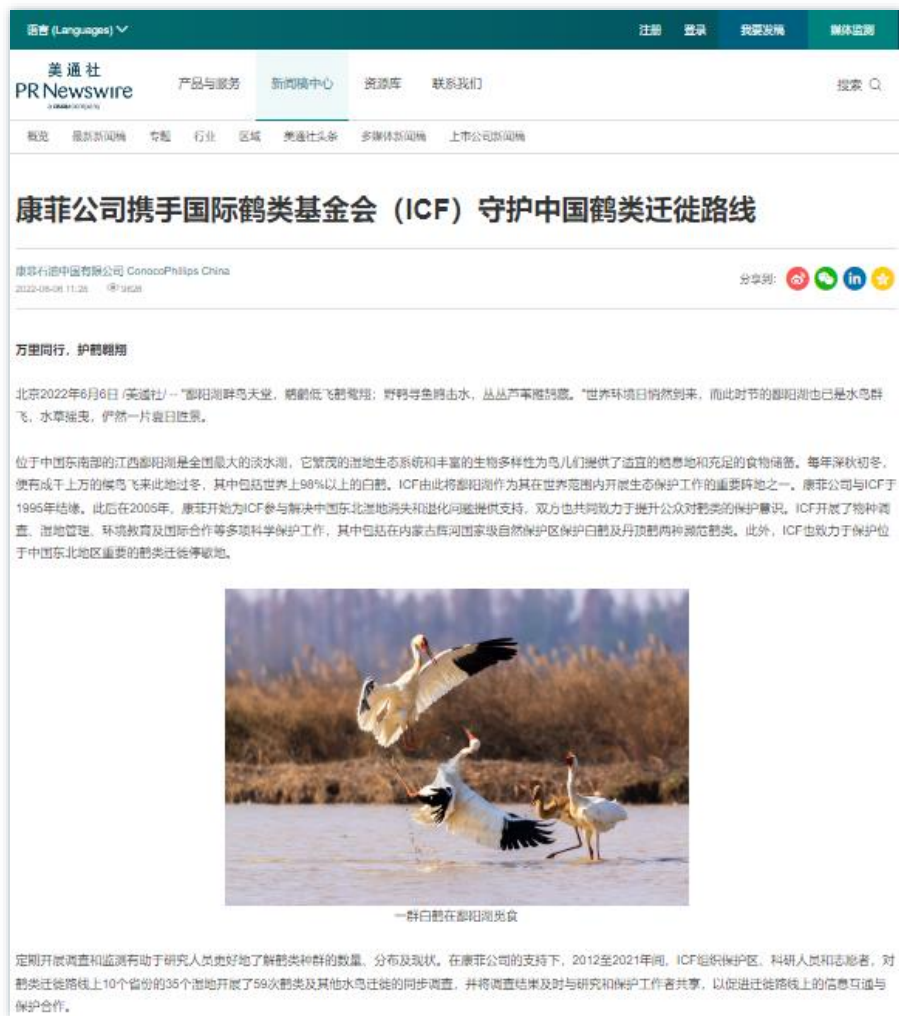 语言 (Languages)
注册 登录 我要发稿 媒体监测
美通社
PR Newswire
产品与服务 新闻稿中心 资源库 联系我们
搜索
概览 最新新闻稿 专题 行业 区域 美通社头条 多媒体新闻稿 上市公司新闻稿
康菲公司携手国际鹤类基金会（ICF）守护中国鹤类迁徙路线
康菲石油中国有限公司 ConocoPhillips China
2022-06-06 11:28
分享到:
万里同行，护鹤翱翔
北京2022年6月6日 /美通社/ -- "鄱阳湖畔鸟天堂，鹬鹳低飞鹤鹭翔；野鸭寻鱼鸥击水，丛丛芦苇雁鹄藏。"世界环境日悄然到来，而此时节的鄱阳湖也已是水鸟群
飞，水草摇曳，俨然一片夏日胜景。
位于中国东南部的江西鄱阳湖是全国最大的淡水湖，它繁茂的湿地生态系统和丰富的生物多样性为鸟儿们提供了适宜的栖息地和充足的食物储备。每年深秋初冬，
便有成千上万的候鸟飞来此地过冬，其中包括世界上98%以上的白鹤。ICF由此将鄱阳湖作为其在世界范围内开展生态保护工作的重要阵地之一。康菲公司与ICF于
1995年结缘。此后在2005年，康菲开始为ICF参与解决中国东北湿地消失和退化问题提供支持，双方也共同致力于提升公众对鹤类的保护意识。ICF开展了物种调
查、湿地管理、环境教育及国际合作等多项科学保护工作，其中包括在内蒙古辉河国家级自然保护区保护白鹤及丹顶鹤两种濒危鹤类。此外，ICF也致力于保护位
于中国东北地区重要的鹤类迁徙停歇地。
一群白鹤在鄱阳湖觅食
定期开展调查和监测有助于研究人员更好地了解鹤类种群的数量、分布及现状。在康菲公司的支持下，2012至2021年间，ICF组织保护区、科研人员和志愿者，对
鹤类迁徙路线上10个省份的35个湿地开展了59次鹤类及其他水鸟迁徙的同步调查，并将调查结果及时与研究和保护工作者共享，以促进迁徙路线上的信息互通与
保护合作。